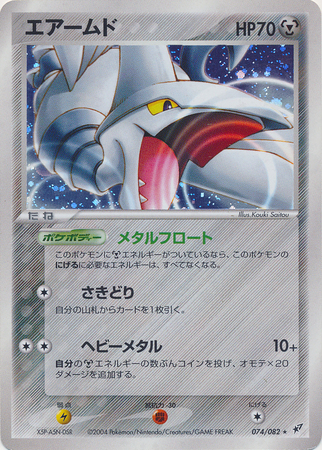 エアームド HP70
Illus.Kouki Saitou
たね
ポケボディー メタルフロート
このポケモンにエネルギーがついているなら、このポケモンの
にげるに必要なエネルギーは、すべてなくなる。
さきどり
自分の山札からカードを1枚引く。
ヘビーメタル 10+
自分のエネルギーの数ぶんコインを投げ、オモテ×20
ダメージを追加する。
弱点 抵抗力-30 にげる
X5P-A5N-DSR ©2004 Pokémon/Nintendo/Creatures/GAME FREAK 074/082 ★